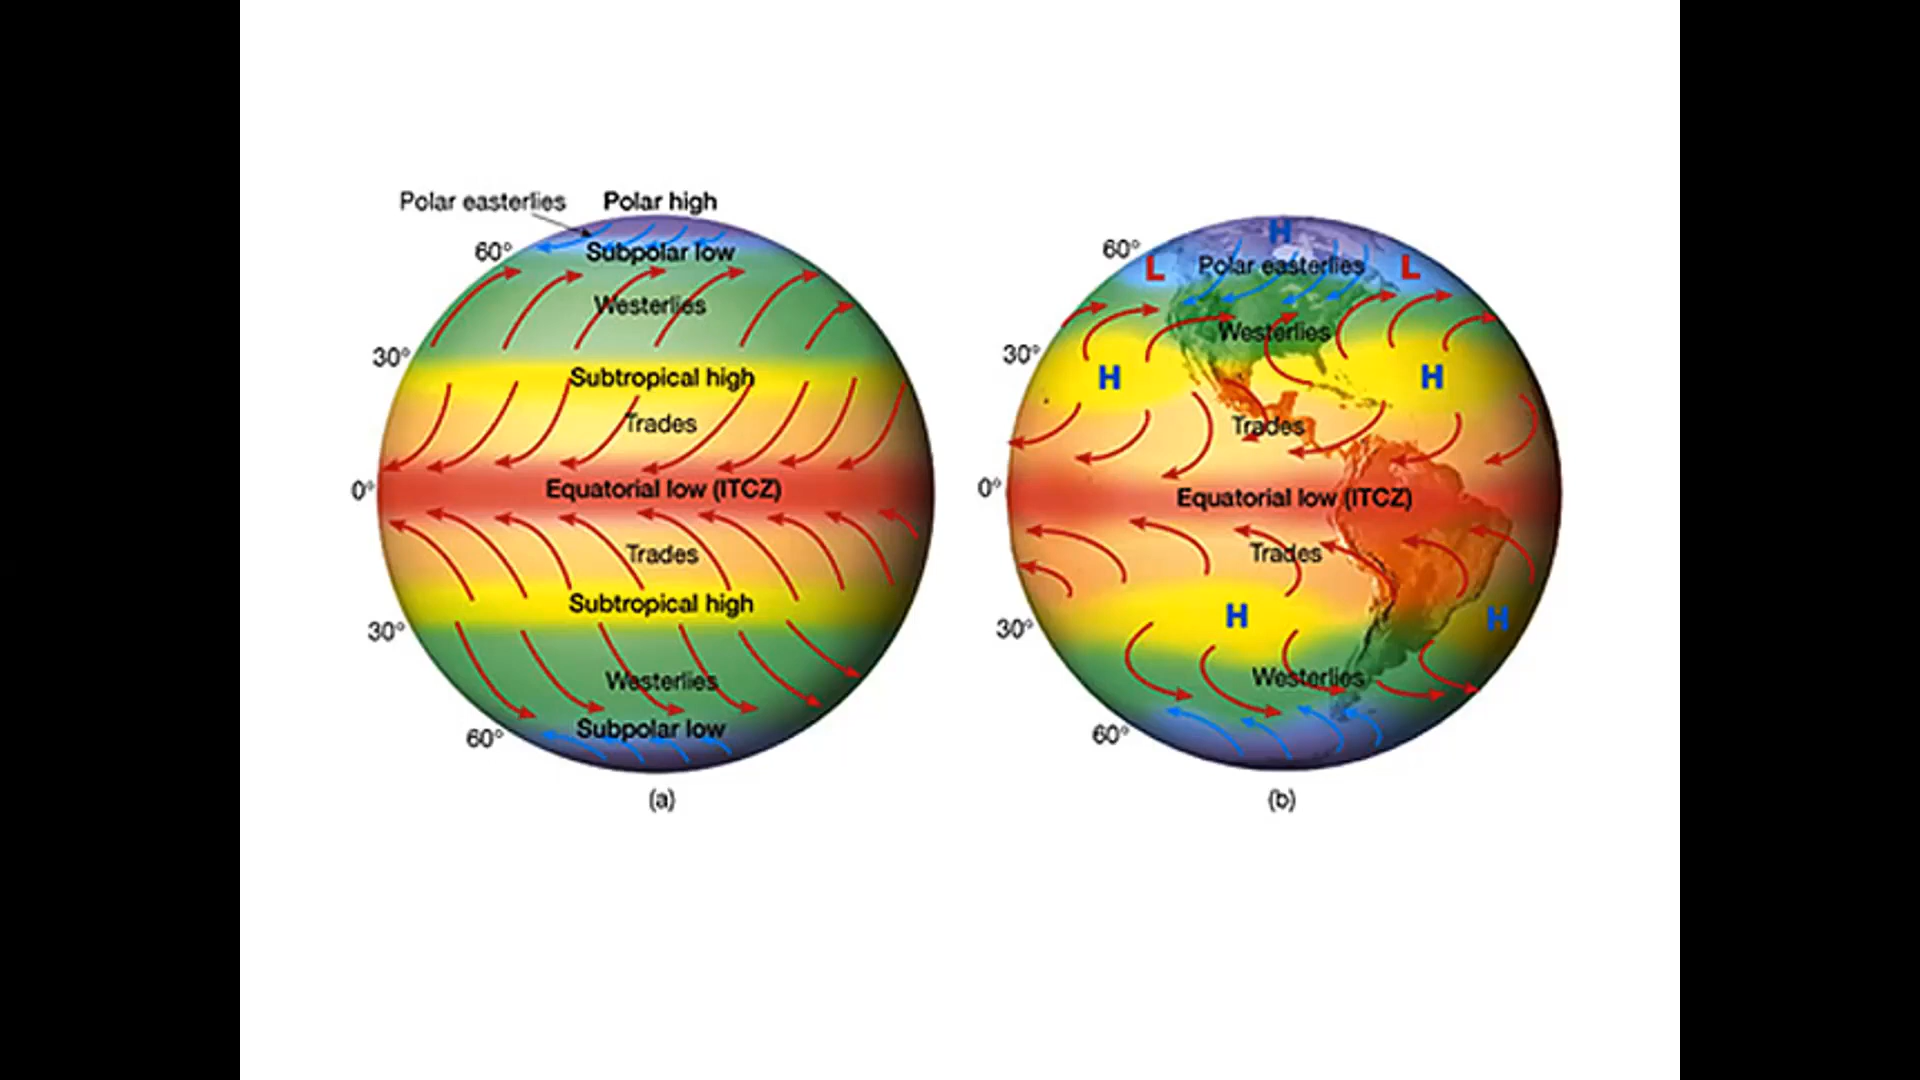 Polar easterlies
Polar high
60°
Subpolar low
Westerlies
30°
Subtropical high
Trades
0°
Equatorial low (ITCZ)
Trades
Subtropical high
30°
Westerlies
Subpolar low
60°
(a)
H
60°
L
Polar easterlies
L
Westerlies
30°
H
H
Trades
0°
Equatorial low (ITCZ)
Trades
H
H
30°
Westerlies
60°
(b)